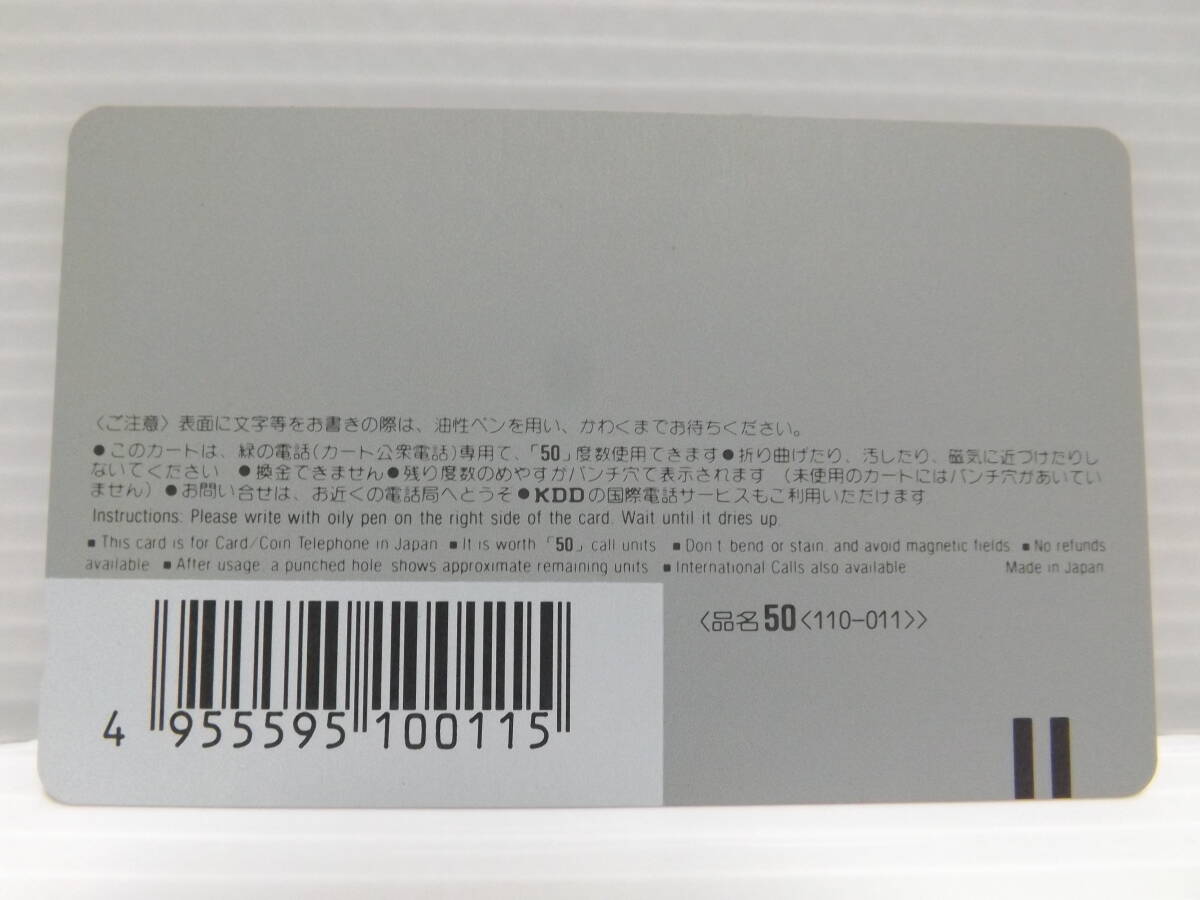 〈ご注意〉表面に文字等をお書きの際は、油性ペンを用い、かわくまでお待ちください。
●このカードは、緑の電話(カード公衆電話)専用で、「50」度数使用できます●折り曲げたり、汚したり、磁気に近づけたりし
ないでください ●換金できません●残り度数のめやすがパンチ穴で表示されます (未使用のカードにはパンチ穴があいてい
ません)●お問い合せは、お近くの電話局へどうぞ●KDDの国際電話サービスもご利用いただけます
Instructions: Please write with oily pen on the right side of the card. Wait until it dries up.
■ This card is for Card/Coin Telephone in Japan ■ It is worth「50」call units ■ Don't bend or stain, and avoid magnetic fields ■ No refunds
available ■ After usage, a punched hole shows approximate remaining units ■ International Calls also available Made in Japan
〈品名50〈110-011〉〉
4 955595 100115